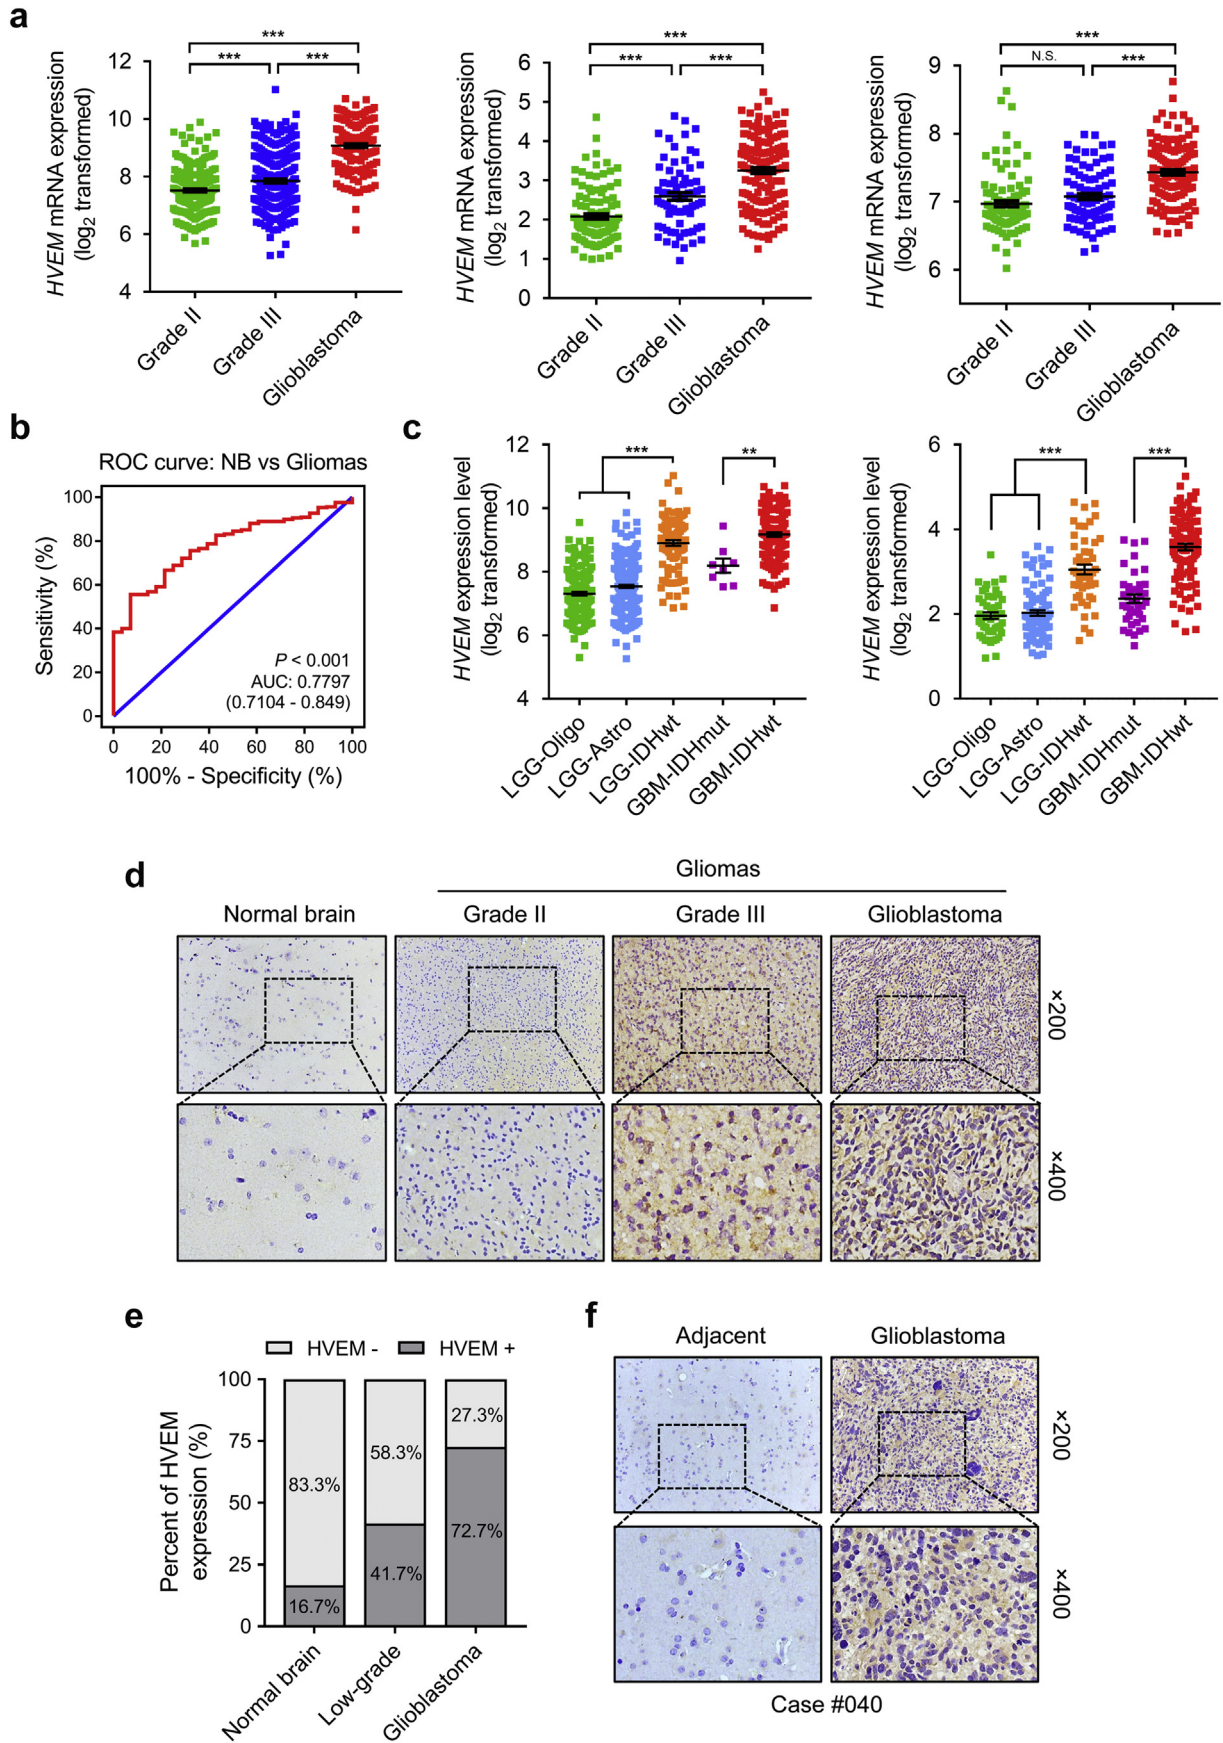 a
HVEM mRNA expression
(log2 transformed)
12
10
8
6
4
***
***
***
Grade II
Grade III
Glioblastoma
HVEM mRNA expression
(log2 transformed)
6
5
4
3
2
1
0
***
***
***
Grade II
Grade III
Glioblastoma
HVEM mRNA expression
(log2 transformed)
9
8
7
6
***
N.S.
***
Grade II
Grade III
Glioblastoma
b
ROC curve: NB vs Gliomas
Sensitivity (%)
100
80
60
40
20
0
P < 0.001
AUC: 0.7797
(0.7104 - 0.849)
0 20 40 60 80 100
100% - Specificity (%)
c
HVEM expression level
(log2 transformed)
12
10
8
6
4
***
**
LGG-Oligo
LGG-Astro
LGG-IDHwt
GBM-IDHmut
GBM-IDHwt
HVEM expression level
(log2 transformed)
6
4
2
0
***
***
LGG-Oligo
LGG-Astro
LGG-IDHwt
GBM-IDHmut
GBM-IDHwt
d
Gliomas
Normal brain
Grade II
Grade III
Glioblastoma
×200
×400
e
HVEM -
HVEM +
Percent of HVEM
expression (%)
100
75
50
25
0
83.3%
16.7%
58.3%
41.7%
27.3%
72.7%
Normal brain
Low-grade
Glioblastoma
f
Adjacent
Glioblastoma
×200
×400
Case #040